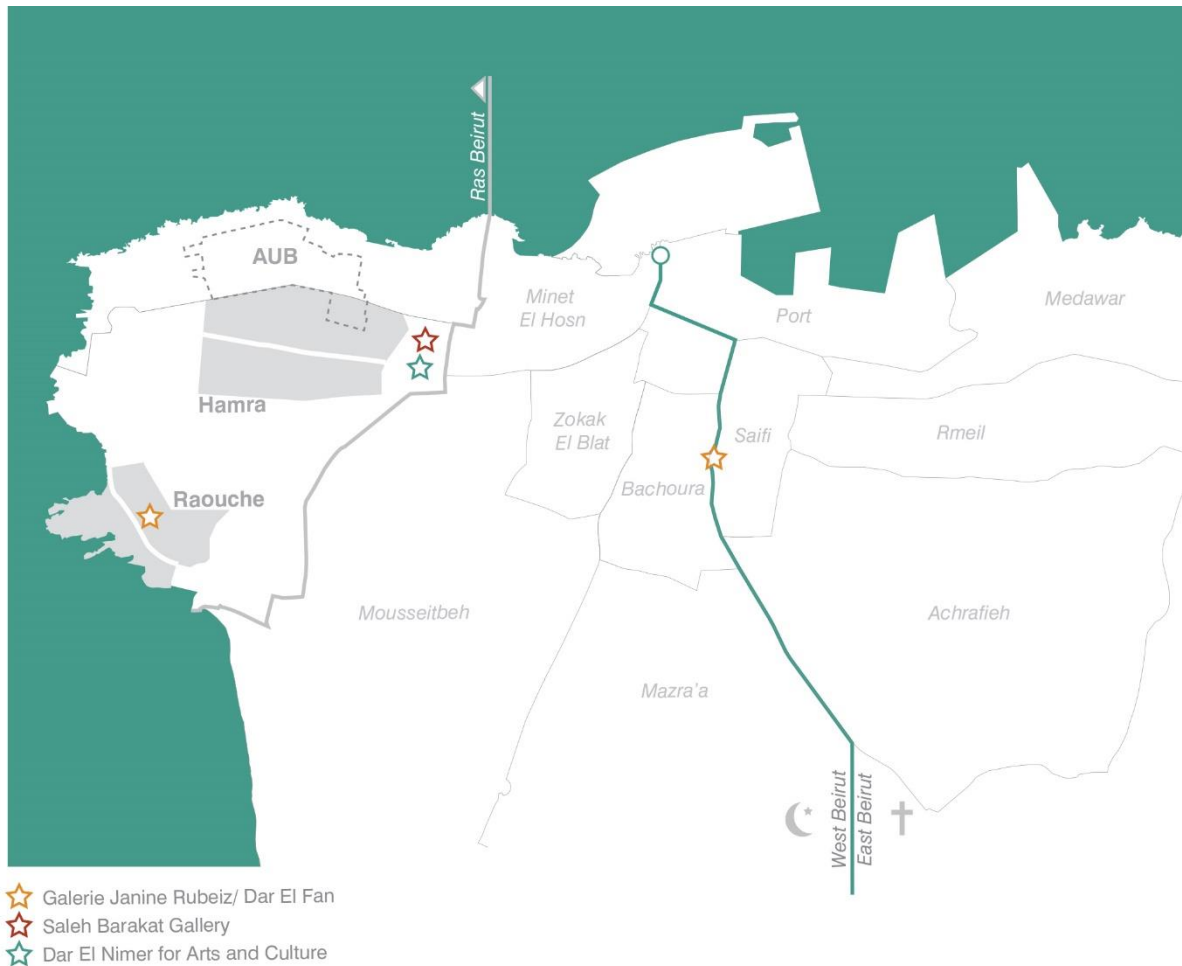 Ras Beirut
AUB
Minet
El Hosn
Port
Medawar
Hamra
Zokak
El Blat
Saifi
Rmeil
Bachoura
Raouche
Mousseitbeh
Achrafieh
Mazra'a
West Beirut
East Beirut
Galerie Janine Rubeiz/ Dar El Fan
Saleh Barakat Gallery
Dar El Nimer for Arts and Culture